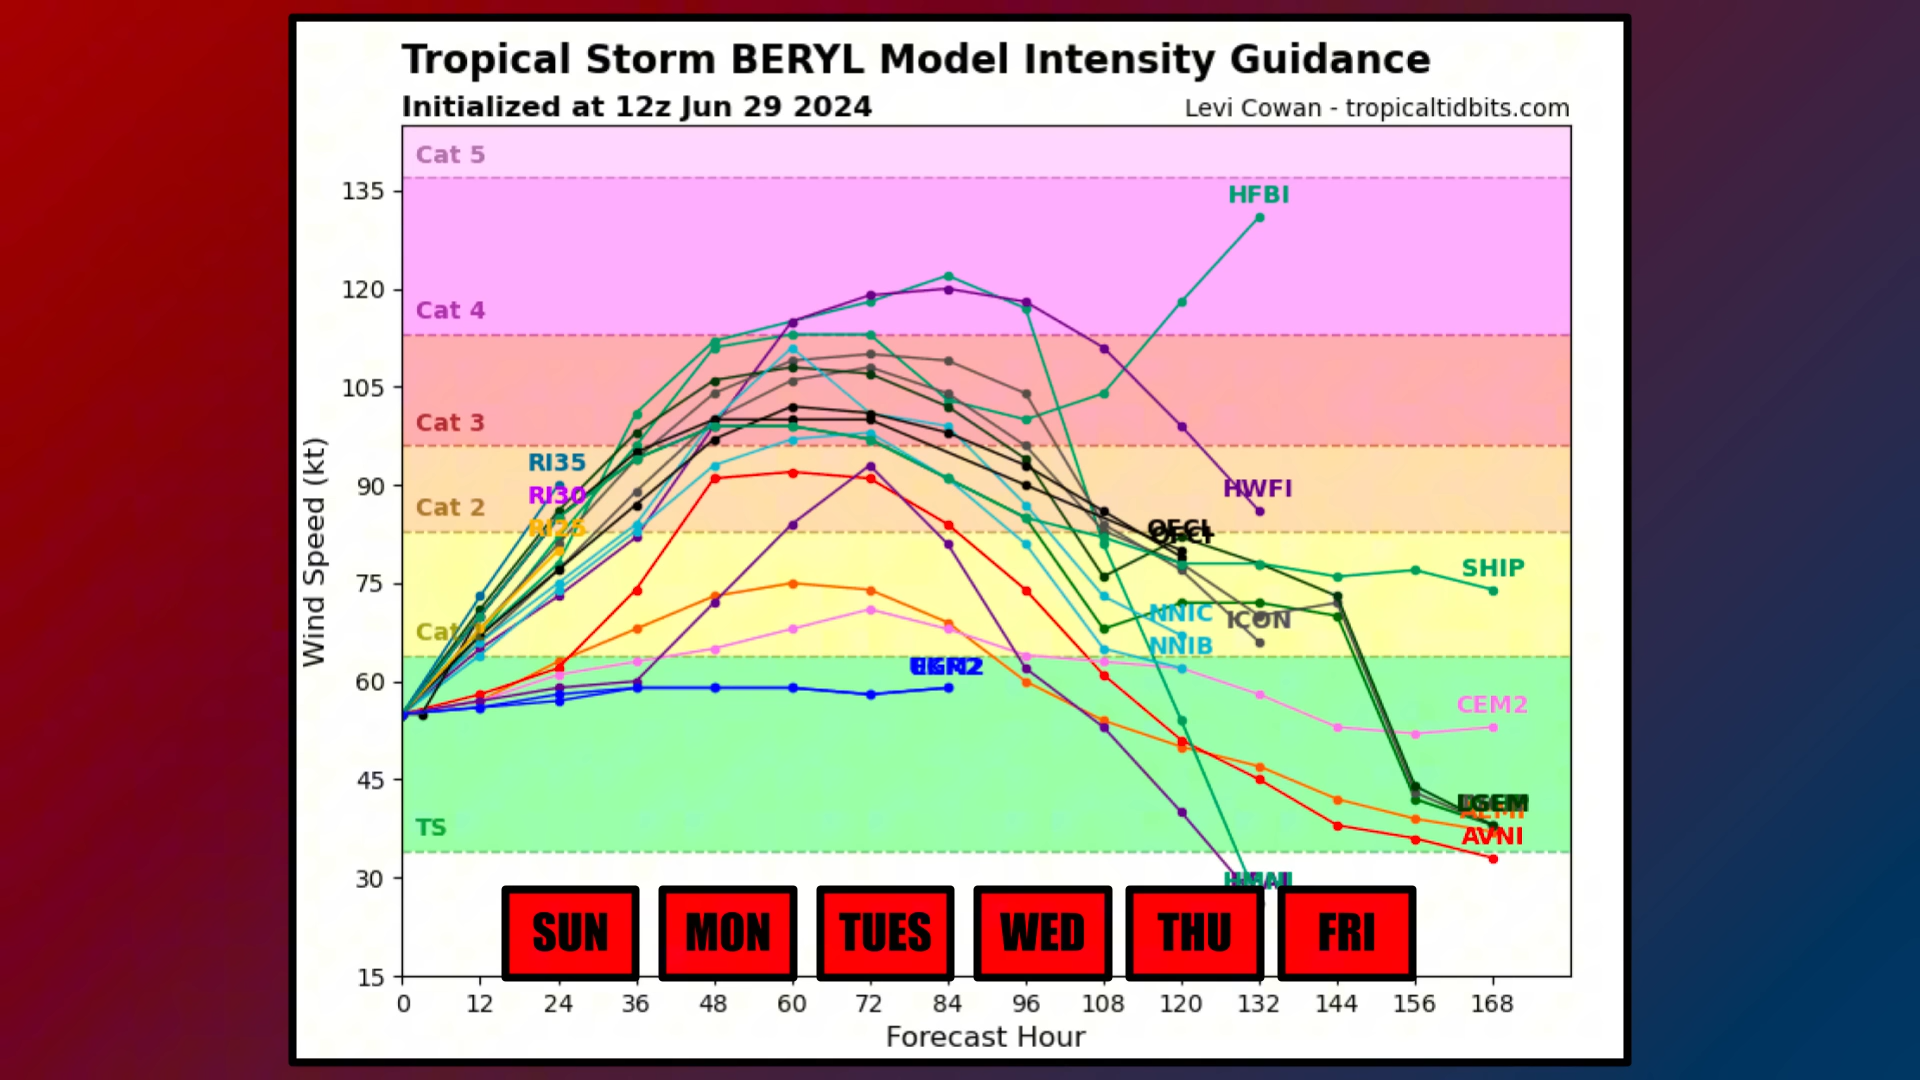 Tropical Storm BERYL Model Intensity Guidance
Initialized at 12z Jun 29 2024
Levi Cowan - tropicaltidbits.com
Cat 5
135
HFBI
120
Cat 4
105
Cat 3
RI35
90
RI30
HWFI
Cat 2
RI25
OFCL
75
SHIP
NNIC
ICON
Cat
NNIB
60
CEM2
45
LGEM
TS
AVNI
30
Wind Speed (kt)
SUN MON TUES WED THU FRI
15
0 12 24 36 48 60 72 84 96 108 120 132 144 156 168
Forecast Hour